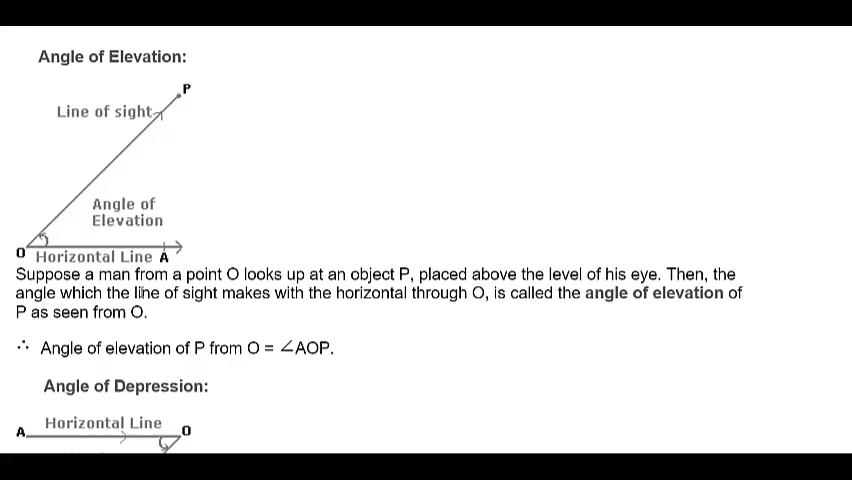 Angle of Elevation:
P
Line of sight
Angle of
Elevation
O
Horizontal Line A
Suppose a man from a point O looks up at an object P, placed above the level of his eye. Then, the
angle which the line of sight makes with the horizontal through O, is called the angle of elevation of
P as seen from O.
∴ Angle of elevation of P from O = ∠AOP.
Angle of Depression:
A Horizontal Line O